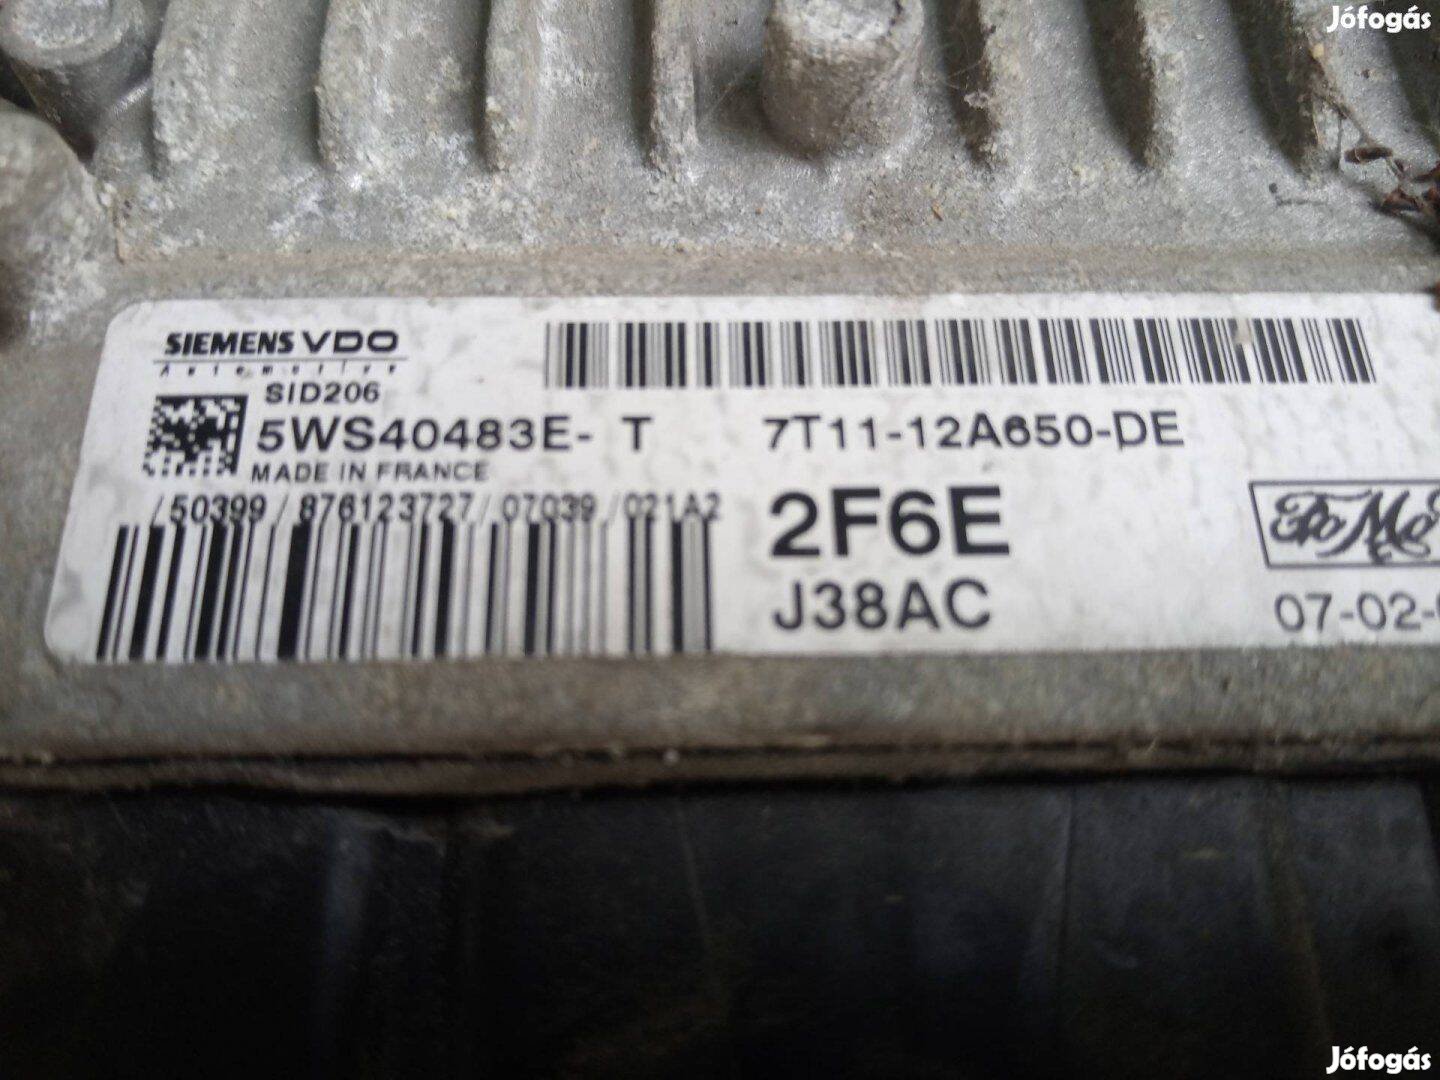 Jófogás
SIEMENS VDO
Automotive
SID206
5WS40483E- T 7T11-12A650-DE
MADE IN FRANCE
/50399/876123727/07039/021A2
2F6E
J38AC
07-02-
Jófogás